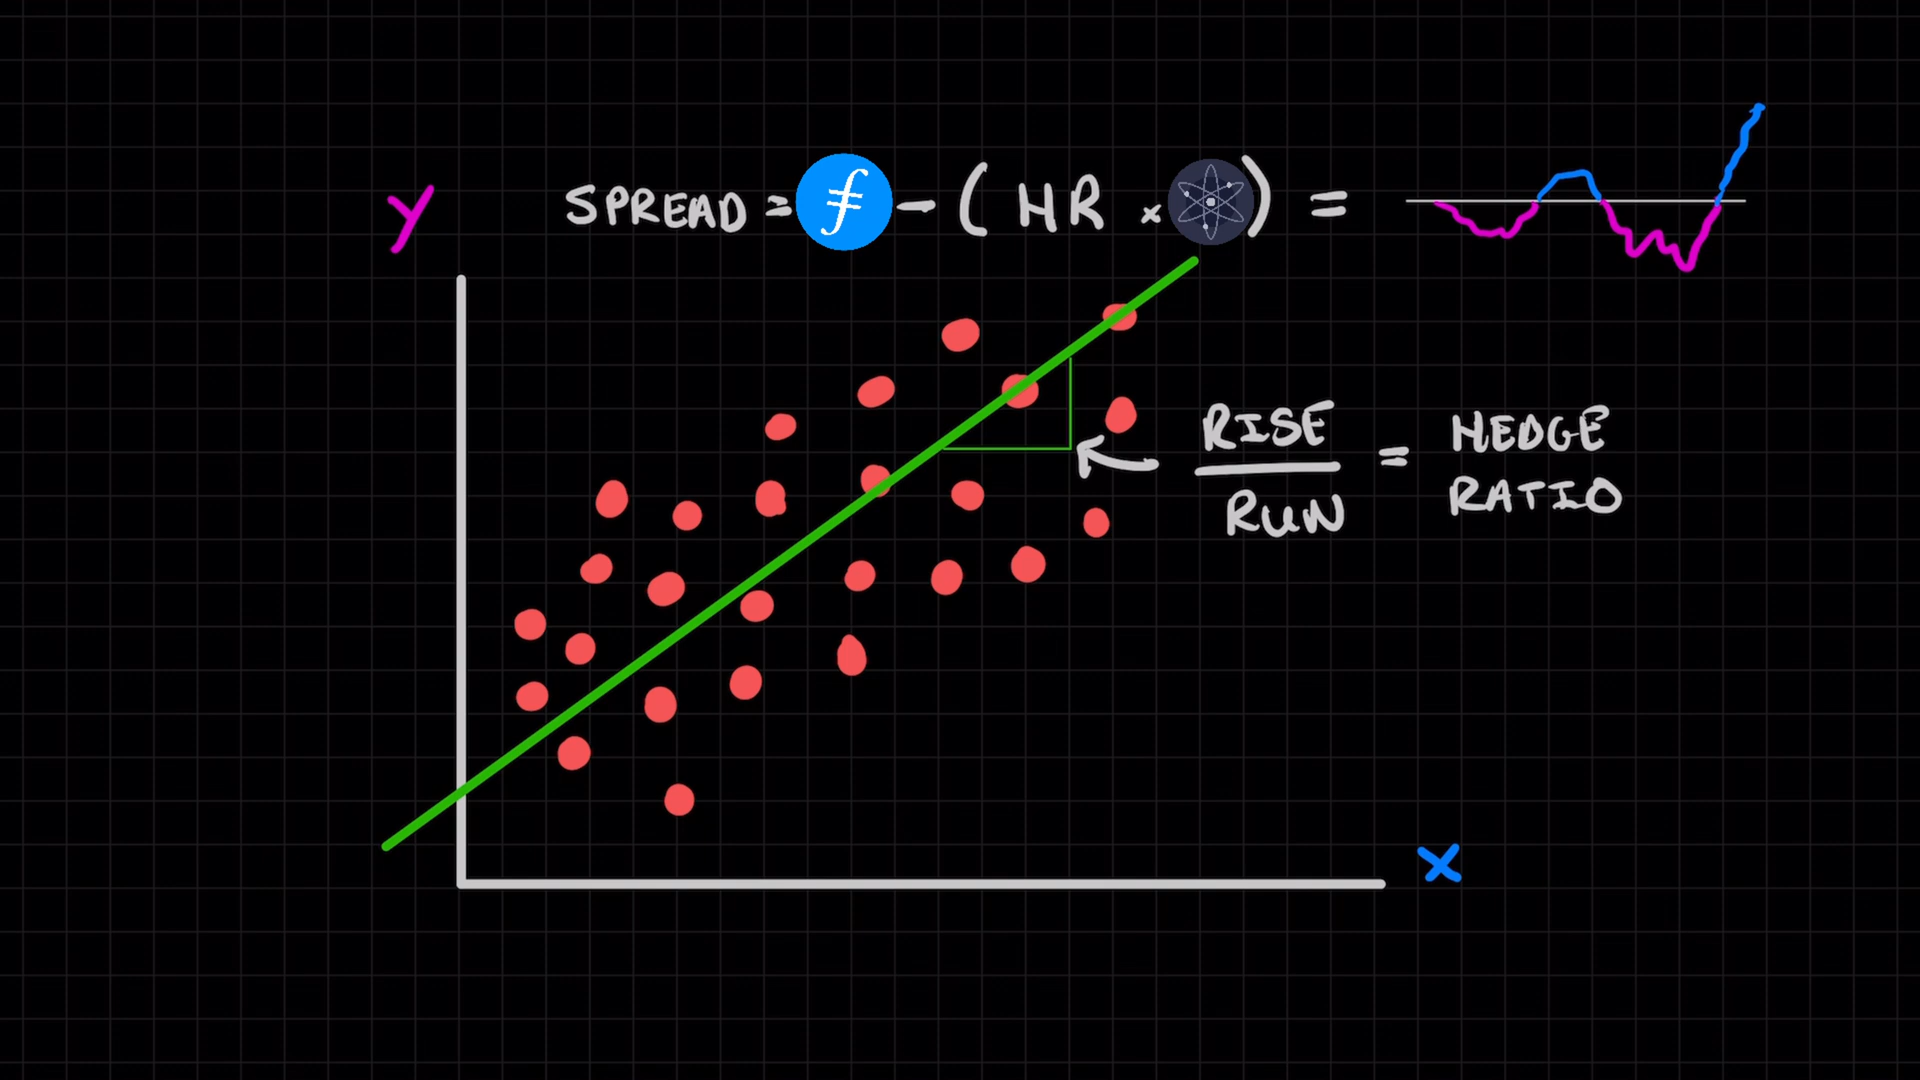 Y
SPREAD = ƒ - ( HR × ) =
RISE
RUN
= HEDGE
RATIO
X